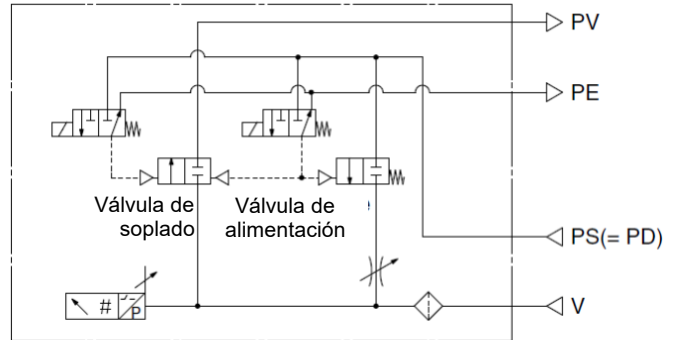 PV
PE
Válvula de
soplado
Válvula de
alimentación
PS(= PD)
#
P
V